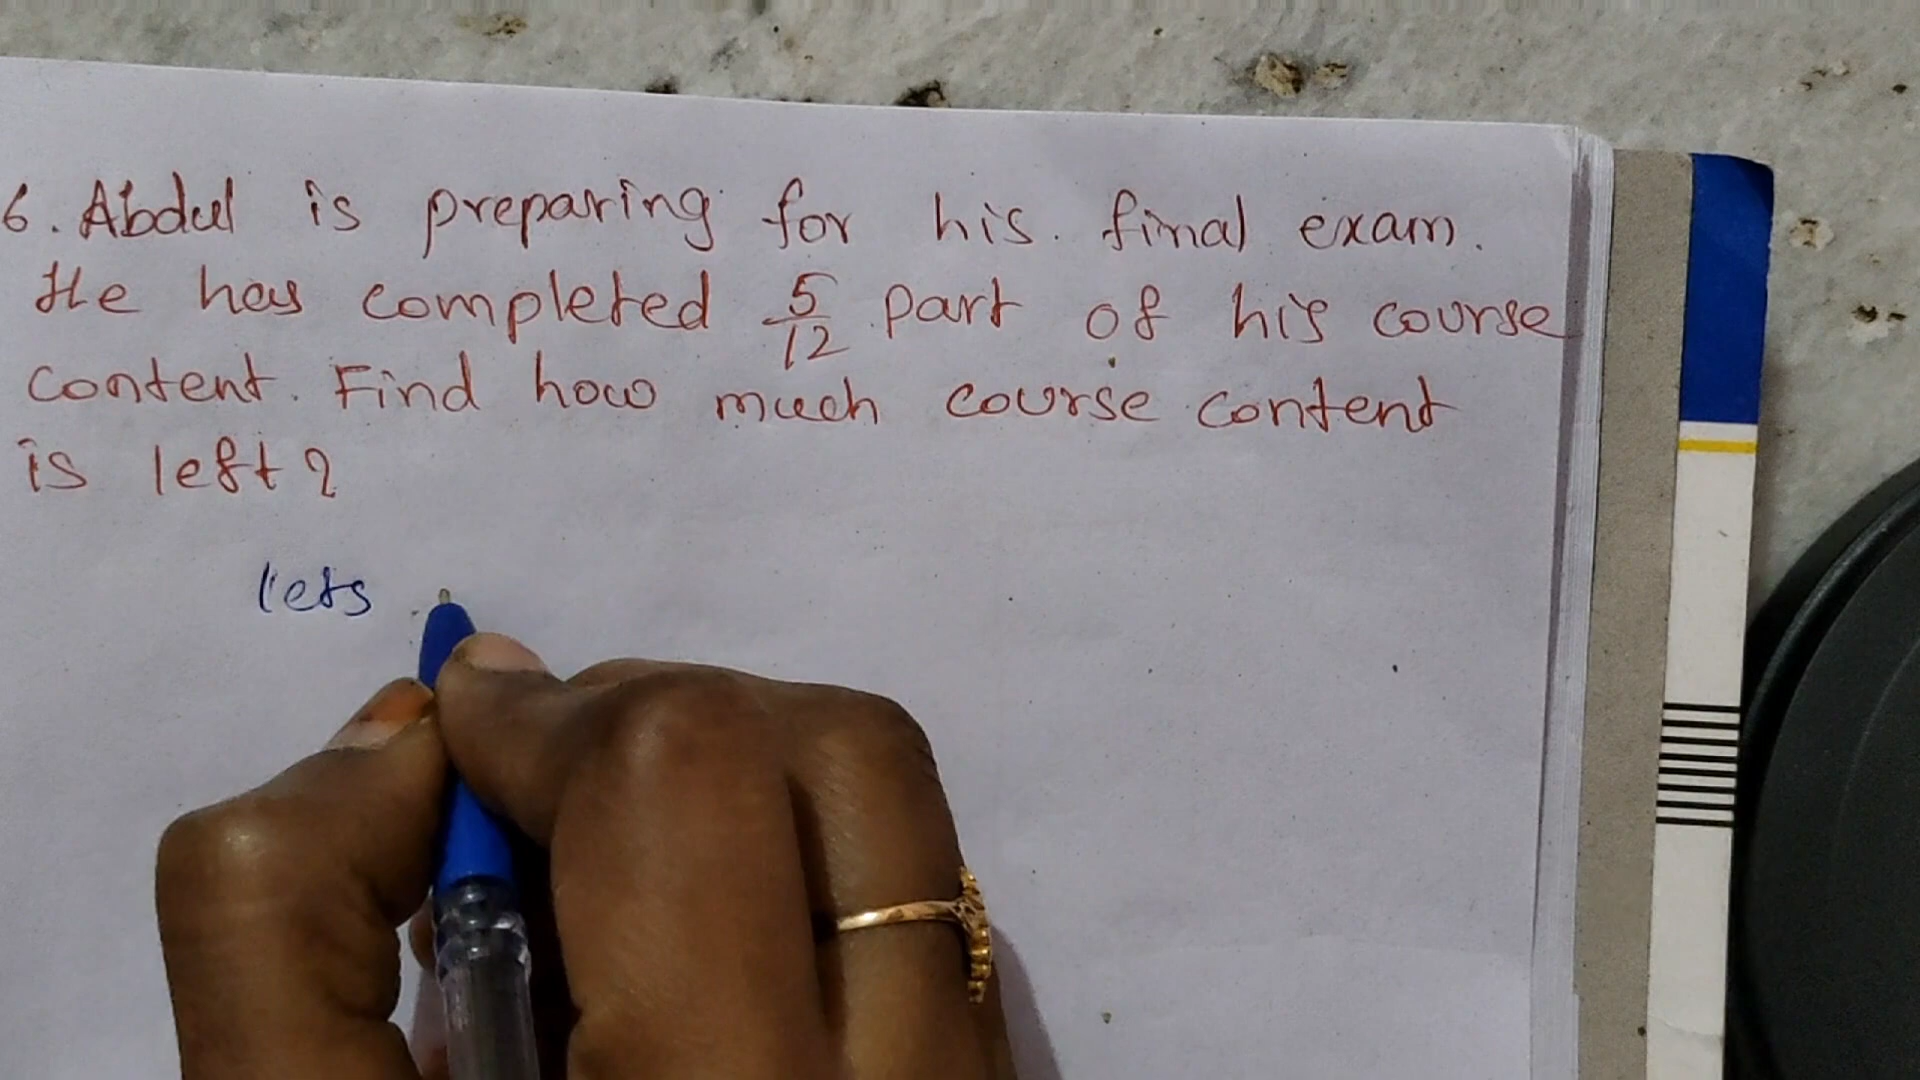 6. Abdul is preparing for his final exam.
He has completed 5/12 part of his course
content. Find how much course content
is left?
lets